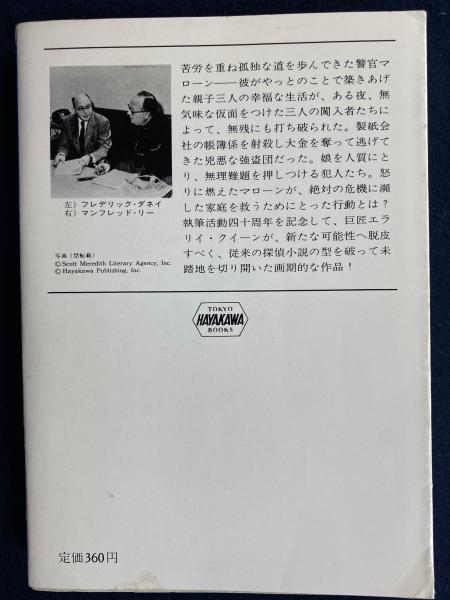 苦労を重ね孤独な道を歩んできた警官マ
ローン――彼がやっとのことで築きあげ
た親子三人の幸福な生活が、ある夜、無
気味な仮面をつけた三人の闖入者たちに
よって、無残にも打ち破られた。製紙会
社の帳簿係を射殺し大金を奪って逃げて
きた兇悪な強盗団だった。娘を人質にと
り、無理難題を押しつける犯人たち。怒
りに燃えたマローンが、絶対の危機に瀕
した家庭を救うためにとった行動とは？
執筆活動四十周年を記念して、巨匠エラ
リイ・クイーンが、新たな可能性へ脱皮
すべく、従来の探偵小説の型を破って未
踏地を切り開いた画期的な作品！
左）フレデリック・ダネイ
右）マンフレッド・リー
写真（禁転載）
©Scott Meredith Literary Agency, Inc.
©Hayakawa Publishing, Inc.
TOKYO
HAYAKAWA
BOOKS
定価360円